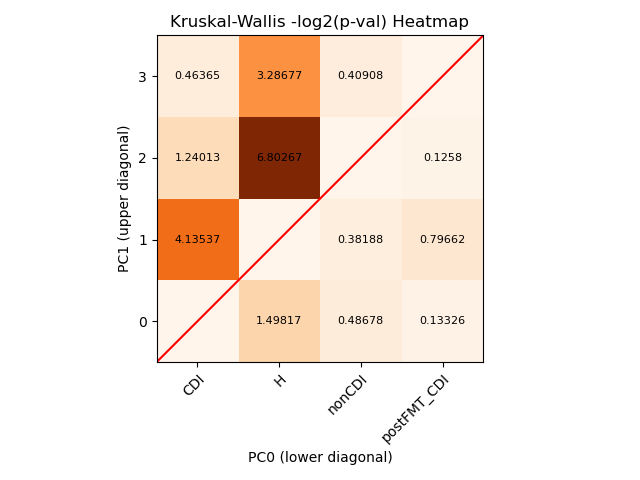 Kruskal-Wallis -log2(p-val) Heatmap
PC1 (upper diagonal)
3
0.46365 3.28677 0.40908
2
1.24013 6.80267 0.1258
1
4.13537 0.38188 0.79662
0
1.49817 0.48678 0.13326
CDI H nonCDI postFMT_CDI
PC0 (lower diagonal)